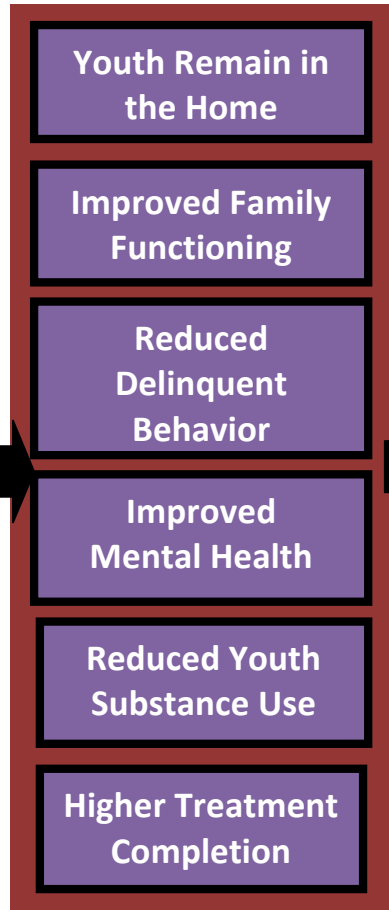 Youth Remain in
the Home
Improved Family
Functioning
Reduced
Delinquent
Behavior
Improved
Mental Health
Reduced Youth
Substance Use
Higher Treatment
Completion